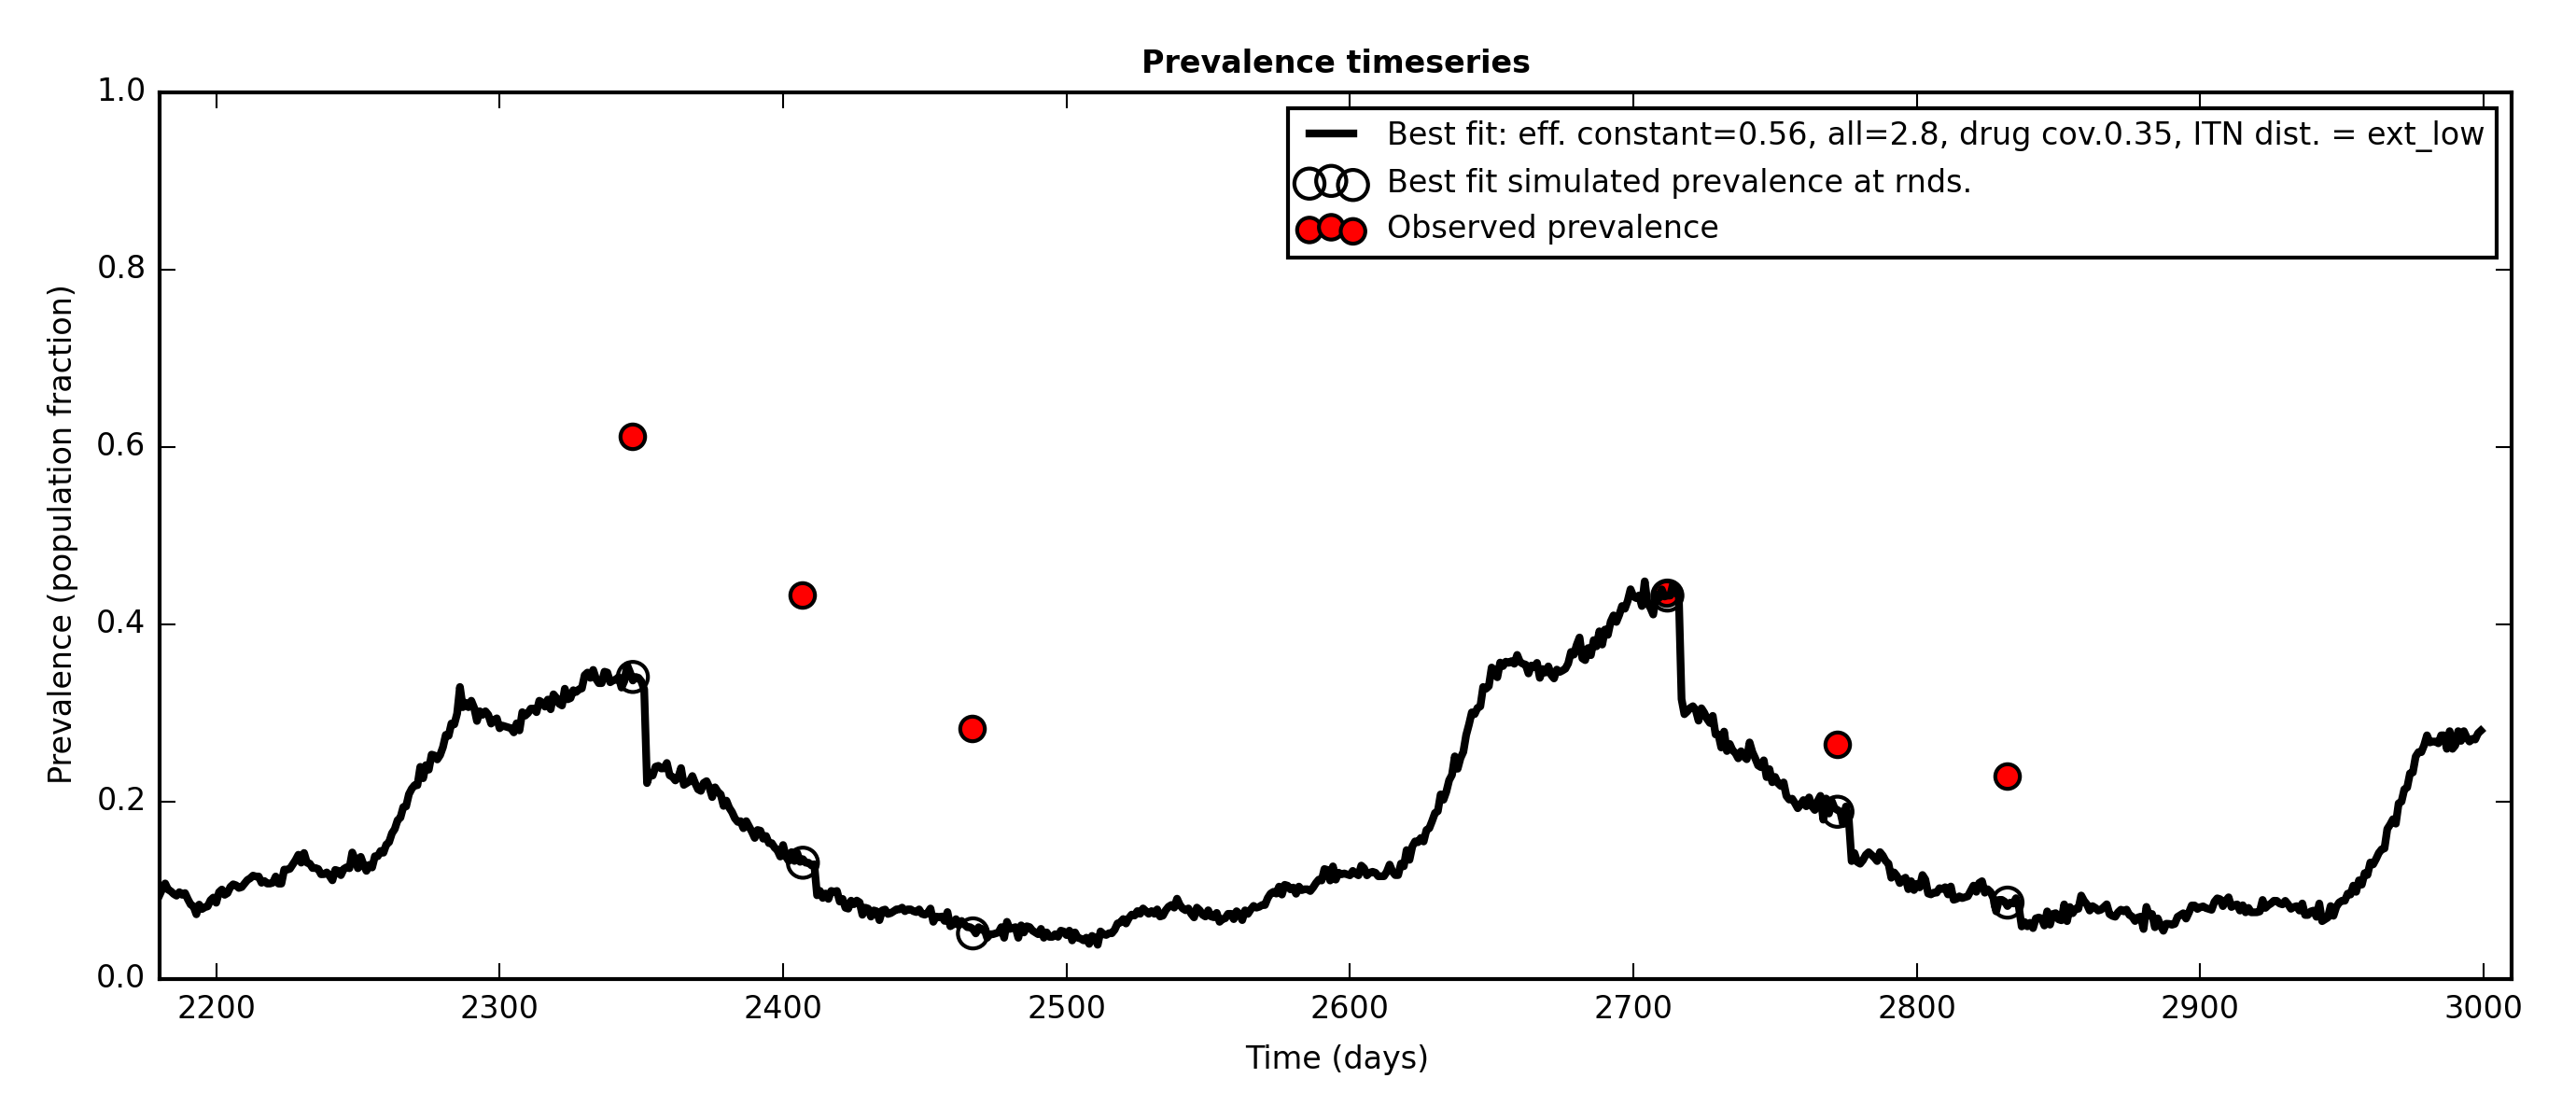 Prevalence timeseries
1.0
0.8
0.6
0.4
0.2
0.0
Prevalence (population fraction)
Best fit: eff. constant=0.56, all=2.8, drug cov.0.35, ITN dist. = ext_low
Best fit simulated prevalence at rnds.
Observed prevalence
2200 2300 2400 2500 2600 2700 2800 2900 3000
Time (days)